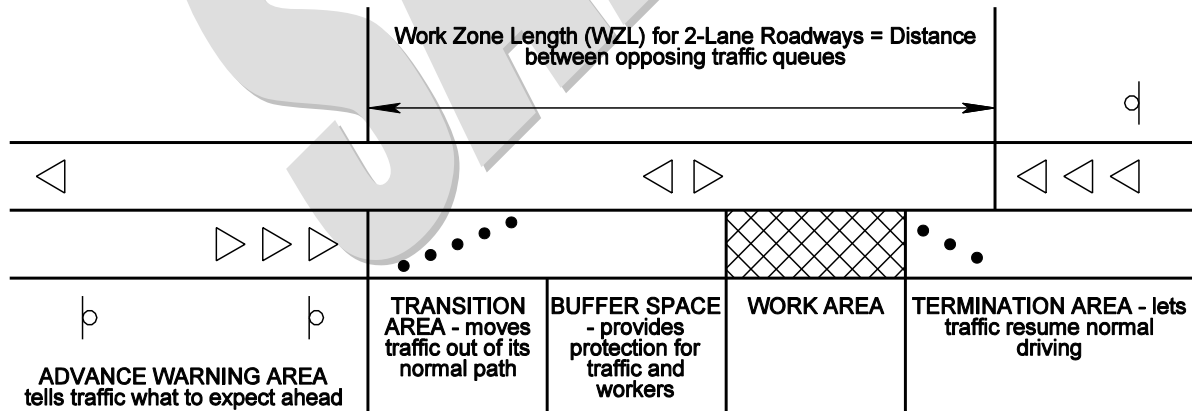 Work Zone Length (WZL) for 2-Lane Roadways = Distance
between opposing traffic queues
TRANSITION
AREA - moves
traffic out of its
normal path
BUFFER SPACE
- provides
protection for
traffic and
workers
WORK AREA
TERMINATION AREA - lets
traffic resume normal
driving
ADVANCE WARNING AREA
tells traffic what to expect ahead